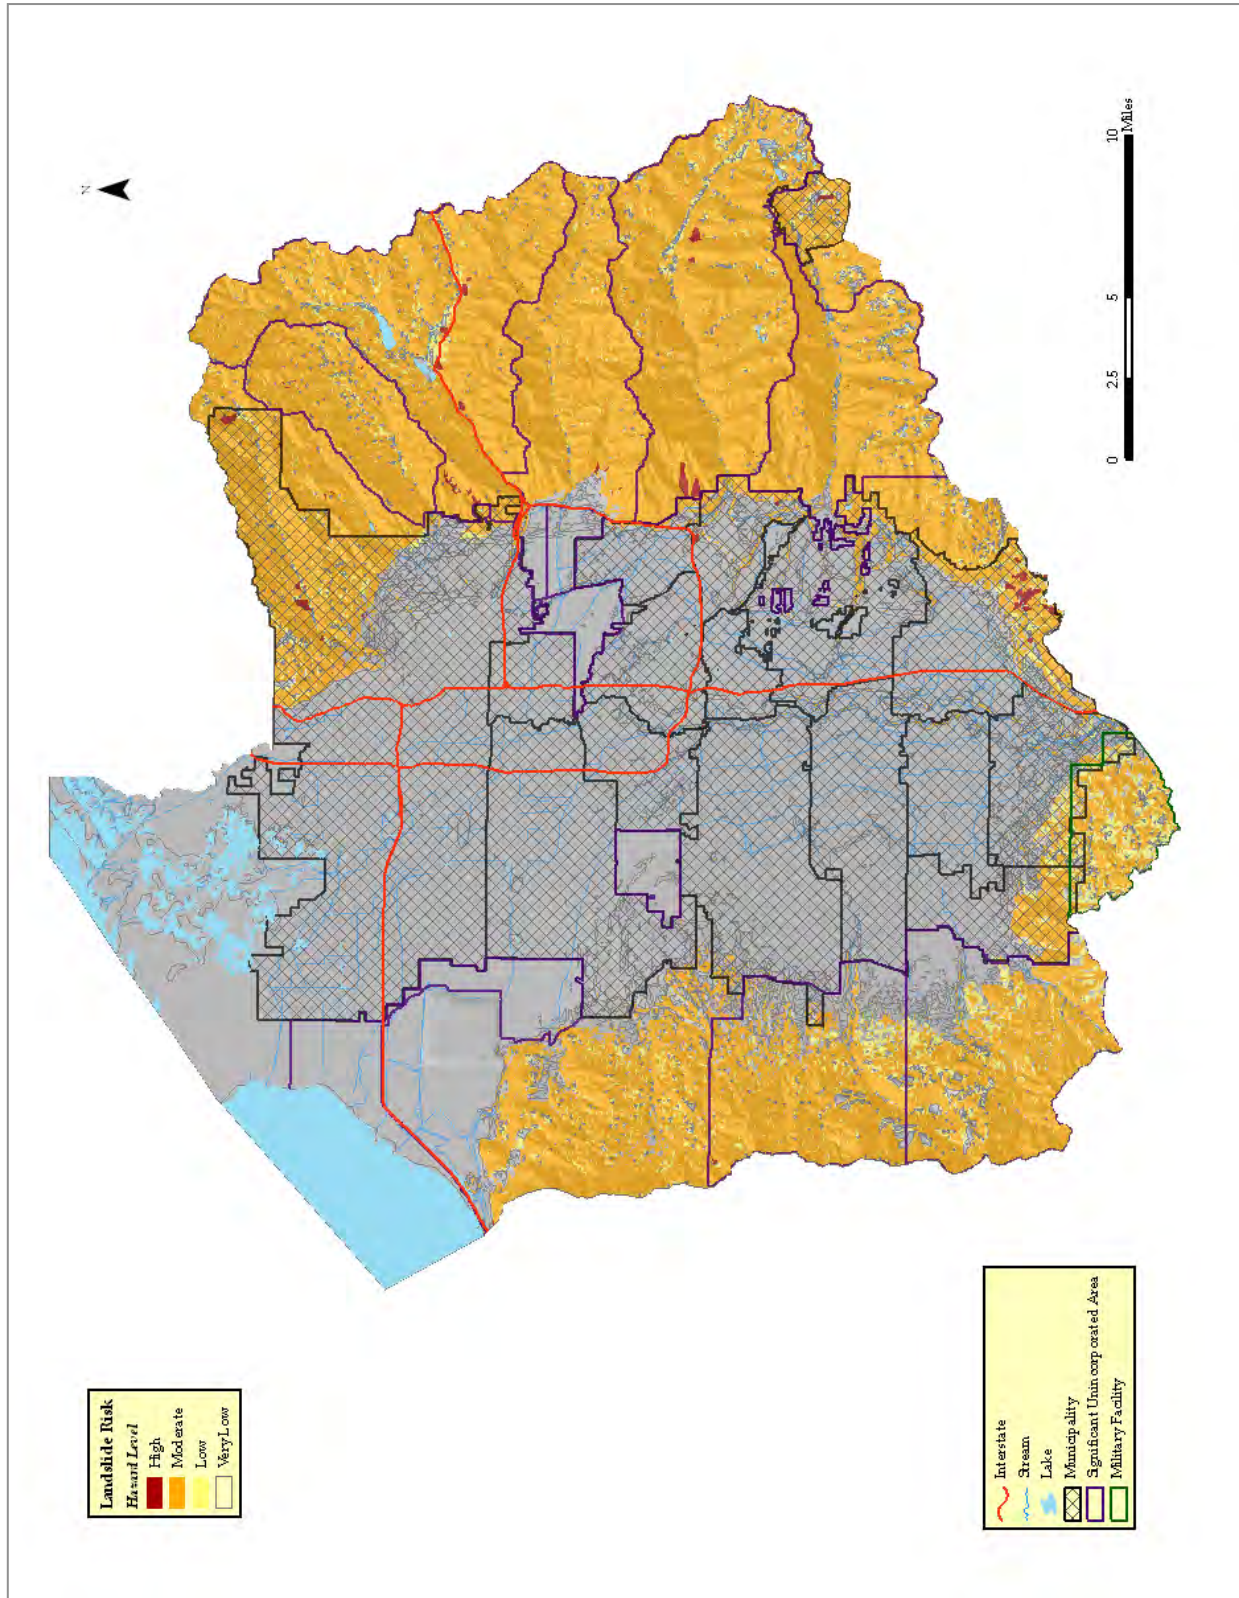 N
Landslide Risk
Hazard Level
High
Moderate
Low
Very Low
Interstate
Stream
Lake
Municipality
Significant Unincorporated Area
Military Facility
0 2.5 5 10
Miles